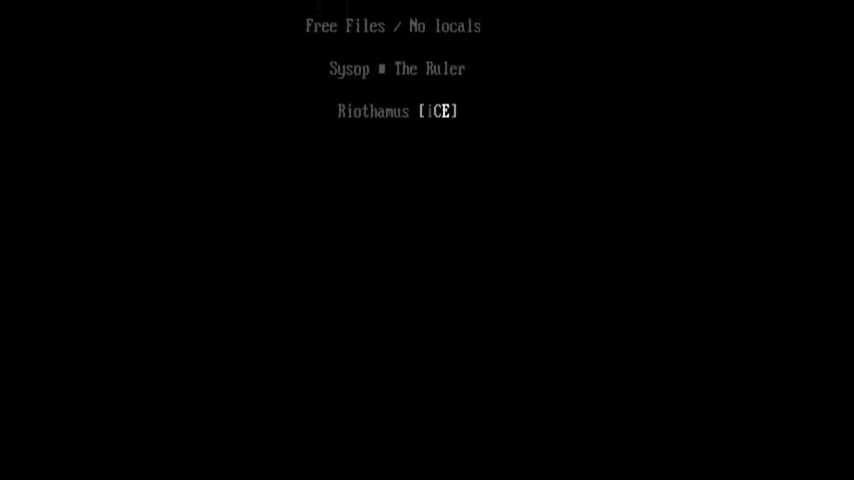 Free Files / No locals
Sysop ■ The Ruler
Riothamus [iCE]